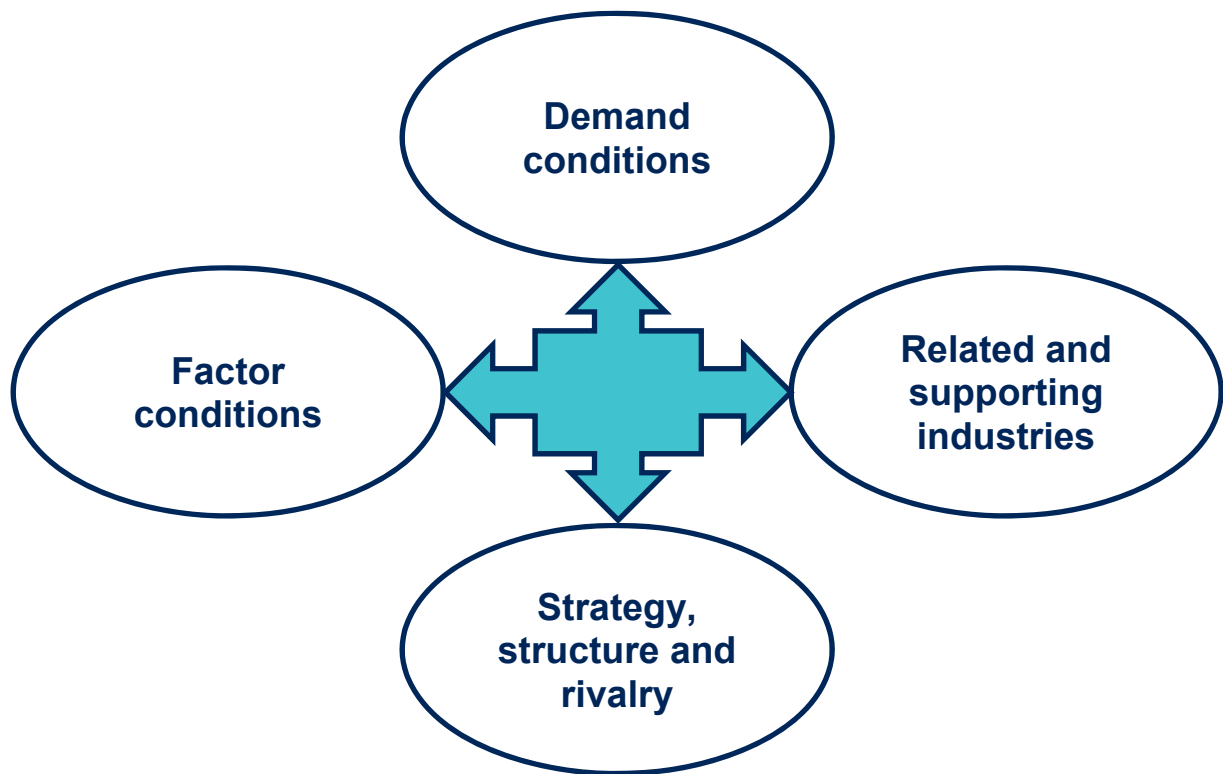 Demand
conditions
Factor
conditions
Related and
supporting
industries
Strategy,
structure and
rivalry